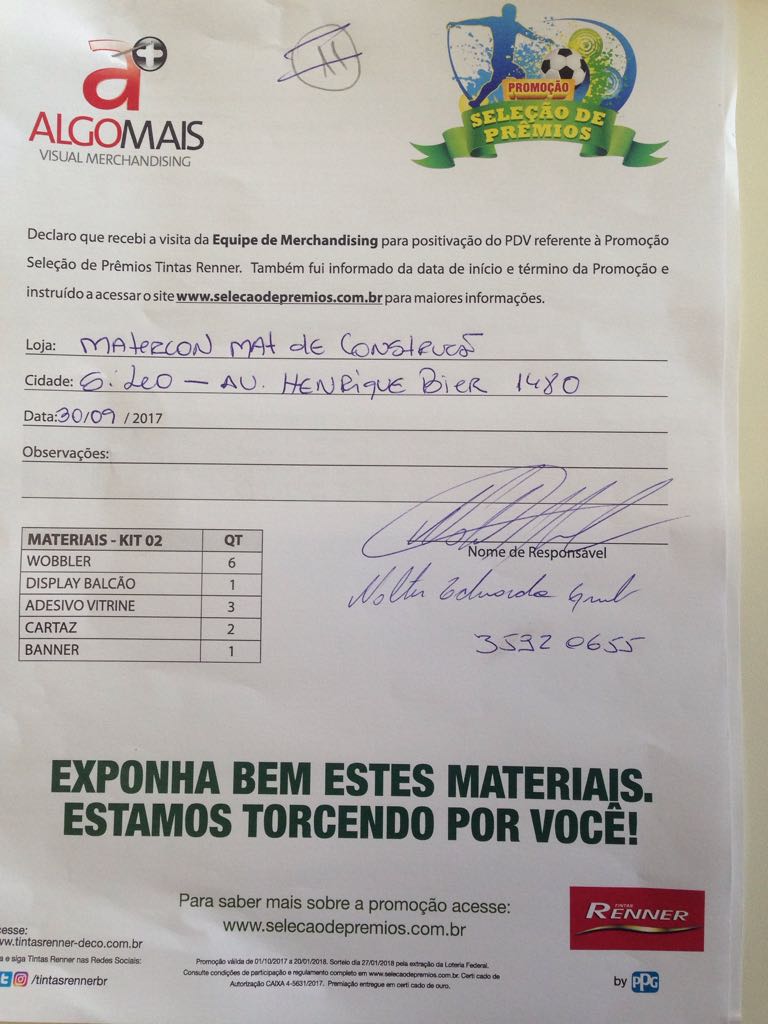 a+
ALGOMAIS
VISUAL MERCHANDISING
11
PROMOÇÃO
SELEÇÃO DE
PRÊMIOS
Declaro que recebi a visita da Equipe de Merchandising para positivação do PDV referente à Promoção
Seleção de Prêmios Tintas Renner. Também fui informado da data de início e término da Promoção e
instruído a acessar o site www.selecaodepremios.com.br para maiores informações.
Loja: MATERCON MAT de CONSTRUCÃ
Cidade: S. Leo – AV. HENRIQUE BIER 1480
Data: 30/09 / 2017
Observações:
Nome de Responsável
Eduardo
3592 0655
MATERIAIS - KIT 02 QT
WOBBLER 6
DISPLAY BALCÃO 1
ADESIVO VITRINE 3
CARTAZ 2
BANNER 1
EXPONHA BEM ESTES MATERIAIS.
ESTAMOS TORCENDO POR VOCÊ!
Para saber mais sobre a promoção acesse:
www.selecaodepremios.com.br
TINTAS
RENNER
by PPG
cesse:
ww.tintasrenner-deco.com.br
a e siga Tintas Renner nas Redes Sociais:
/tintasrennerbr
Promoção válida de 01/10/2017 a 20/01/2018. Sorteio dia 27/01/2018 pela extração da Loteria Federal.
Consulte condições de participação e regulamento completo em www.selecaodepremios.com.br. Certi cado de
Autorização CAIXA 4-5631/2017. Premiação entregue em certi cado de ouro.